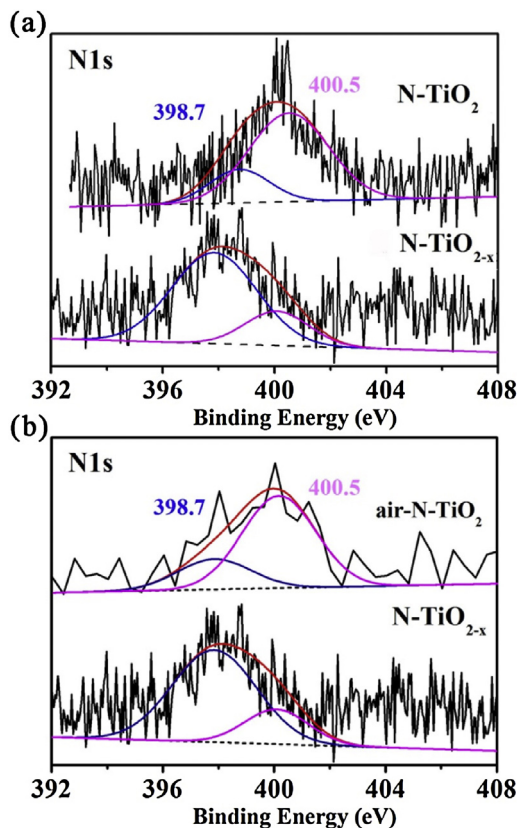 (a)
N1s
398.7
400.5
N-TiO2
N-TiO2-x
392 396 400 404 408
Binding Energy (eV)
(b)
N1s
398.7
400.5
air-N-TiO2
N-TiO2-x
392 396 400 404 408
Binding Energy (eV)